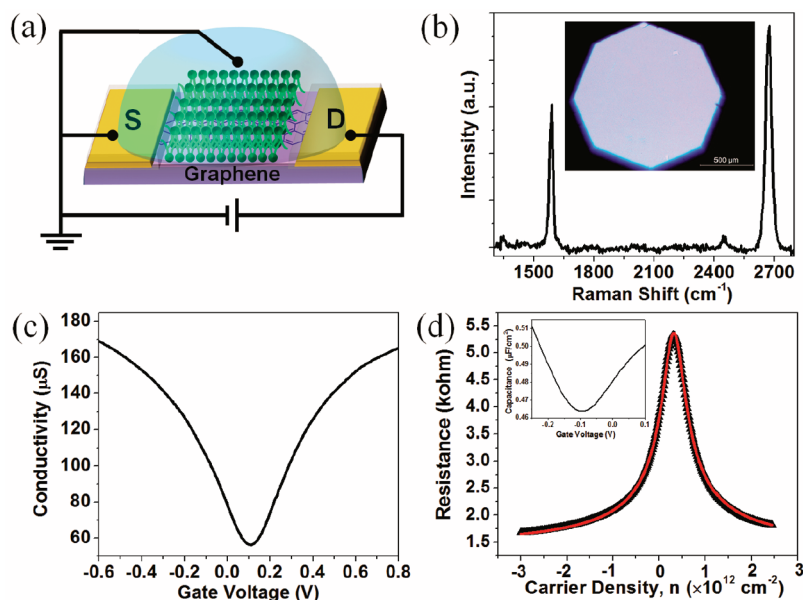 (a)
S
D
Graphene
(b)
Intensity (a.u.)
500 μm
1500 1800 2100 2400 2700
Raman Shift (cm-1)
(c)
Conductivity (μS)
180
160
140
120
100
80
60
-0.6 -0.4 -0.2 0.0 0.2 0.4 0.6 0.8
Gate Voltage (V)
(d)
Resistance (kohm)
5.5
5.0
4.5
4.0
3.5
3.0
2.5
2.0
1.5
Capacitance (μF/cm2)
0.51
0.50
0.49
0.48
0.47
0.46
-0.2 -0.1 0.0 0.1
Gate Voltage (V)
-3 -2 -1 0 1 2 3
Carrier Density, n (×1012 cm-2)